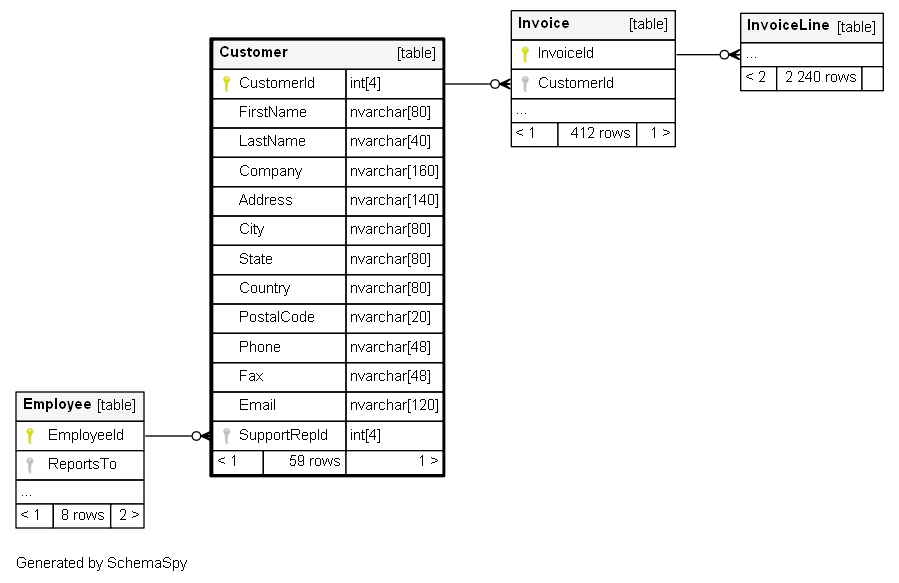 Customer [table]
CustomerId int[4]
FirstName nvarchar[80]
LastName nvarchar[40]
Company nvarchar[160]
Address nvarchar[140]
City nvarchar[80]
State nvarchar[80]
Country nvarchar[80]
PostalCode nvarchar[20]
Phone nvarchar[48]
Fax nvarchar[48]
Email nvarchar[120]
SupportRepId int[4]
< 1 59 rows 1 >
Invoice [table]
InvoiceId
CustomerId
...
< 1 412 rows 1 >
InvoiceLine [table]
...
< 2 2 240 rows
Employee [table]
EmployeeId
ReportsTo
...
< 1 8 rows 2 >
Generated by SchemaSpy